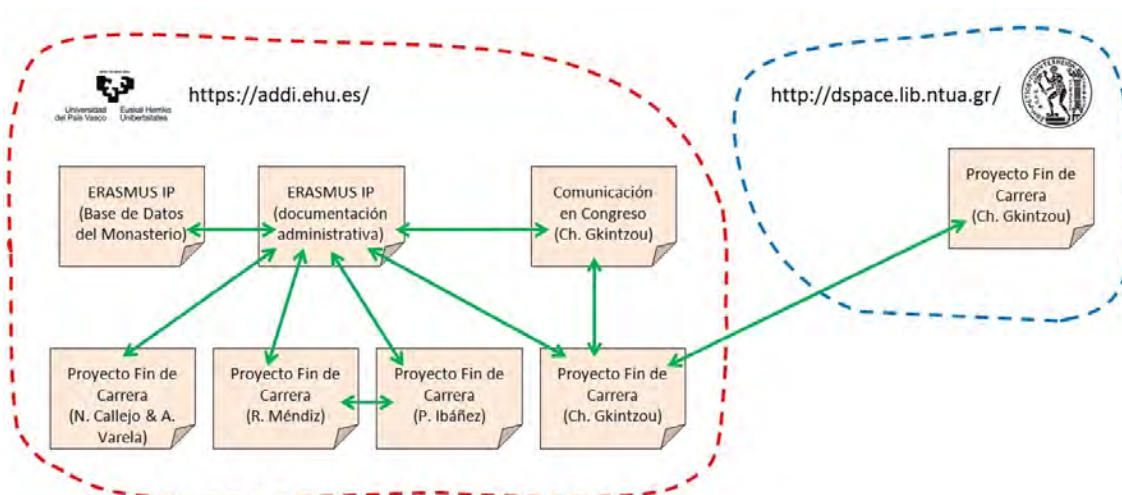 Universidad
del País Vasco
Euskal Herriko
Unibertsitatea
https://addi.ehu.es/
http://dspace.lib.ntua.gr/
ERASMUS IP
(Base de Datos
del Monasterio)
ERASMUS IP
(documentación
administrativa)
Comunicación
en Congreso
(Ch. Gkintzou)
Proyecto Fin de
Carrera
(Ch. Gkintzou)
Proyecto Fin de
Carrera
(N. Callejo & A.
Varela)
Proyecto Fin de
Carrera
(R. Méndiz)
Proyecto Fin de
Carrera
(P. Ibáñez)
Proyecto Fin de
Carrera
(Ch. Gkintzou)